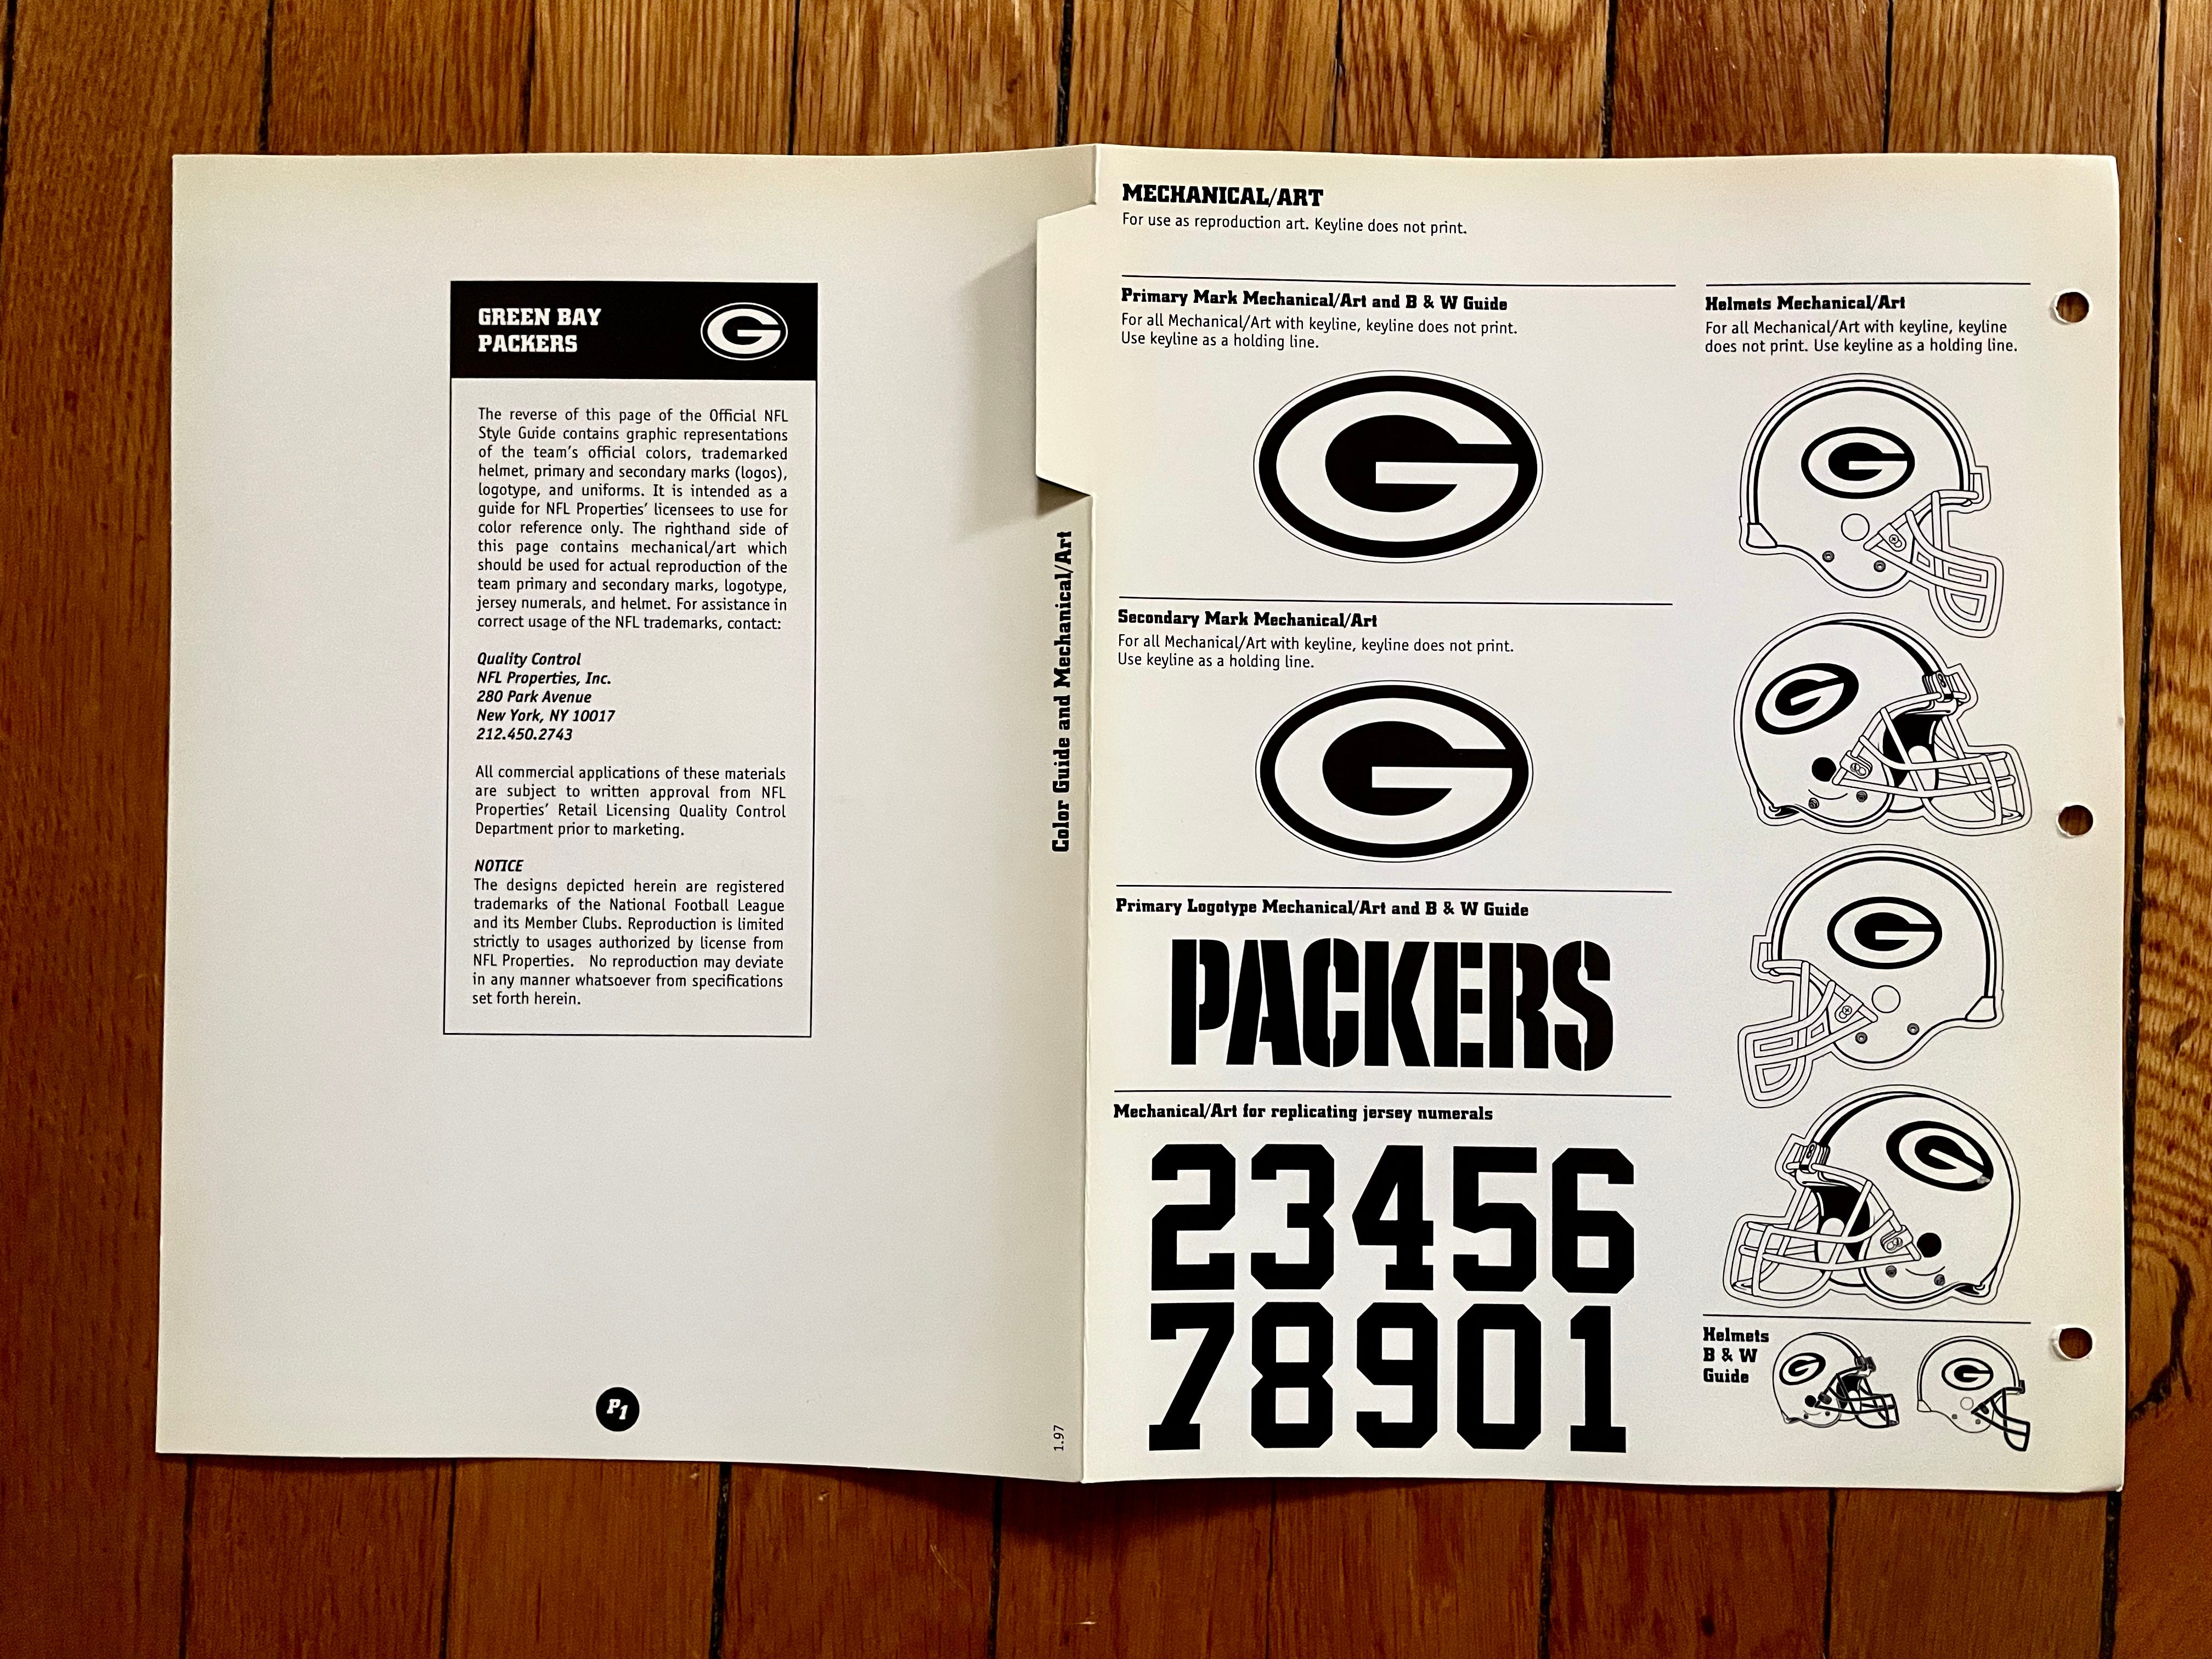 GREEN BAY
PACKERS
G
The reverse of this page of the Official NFL
Style Guide contains graphic representations
of the team's official colors, trademarked
helmet, primary and secondary marks (logos),
logotype, and uniforms. It is intended as a
guide for NFL Properties' licensees to use for
color reference only. The righthand side of
this page contains mechanical/art which
should be used for actual reproduction of the
team primary and secondary marks, logotype,
jersey numerals, and helmet. For assistance in
correct usage of the NFL trademarks, contact:
Quality Control
NFL Properties, Inc.
280 Park Avenue
New York, NY 10017
212.450.2743
All commercial applications of these materials
are subject to written approval from NFL
Properties' Retail Licensing Quality Control
Department prior to marketing.
NOTICE
The designs depicted herein are registered
trademarks of the National Football League
and its Member Clubs. Reproduction is limited
strictly to usages authorized by license from
NFL Properties. No reproduction may deviate
in any manner whatsoever from specifications
set forth herein.
P1
Color Guide and Mechanical/Art
1.97
MECHANICAL/ART
For use as reproduction art. Keyline does not print.
Primary Mark Mechanical/Art and B & W Guide
For all Mechanical/Art with keyline, keyline does not print.
Use keyline as a holding line.
G
Secondary Mark Mechanical/Art
For all Mechanical/Art with keyline, keyline does not print.
Use keyline as a holding line.
G
Primary Logotype Mechanical/Art and B & W Guide
PACKERS
Mechanical/Art for replicating jersey numerals
23456
78901
Helmets Mechanical/Art
For all Mechanical/Art with keyline, keyline
does not print. Use keyline as a holding line.
G
G
G
G
Helmets
B & W
Guide
G
G